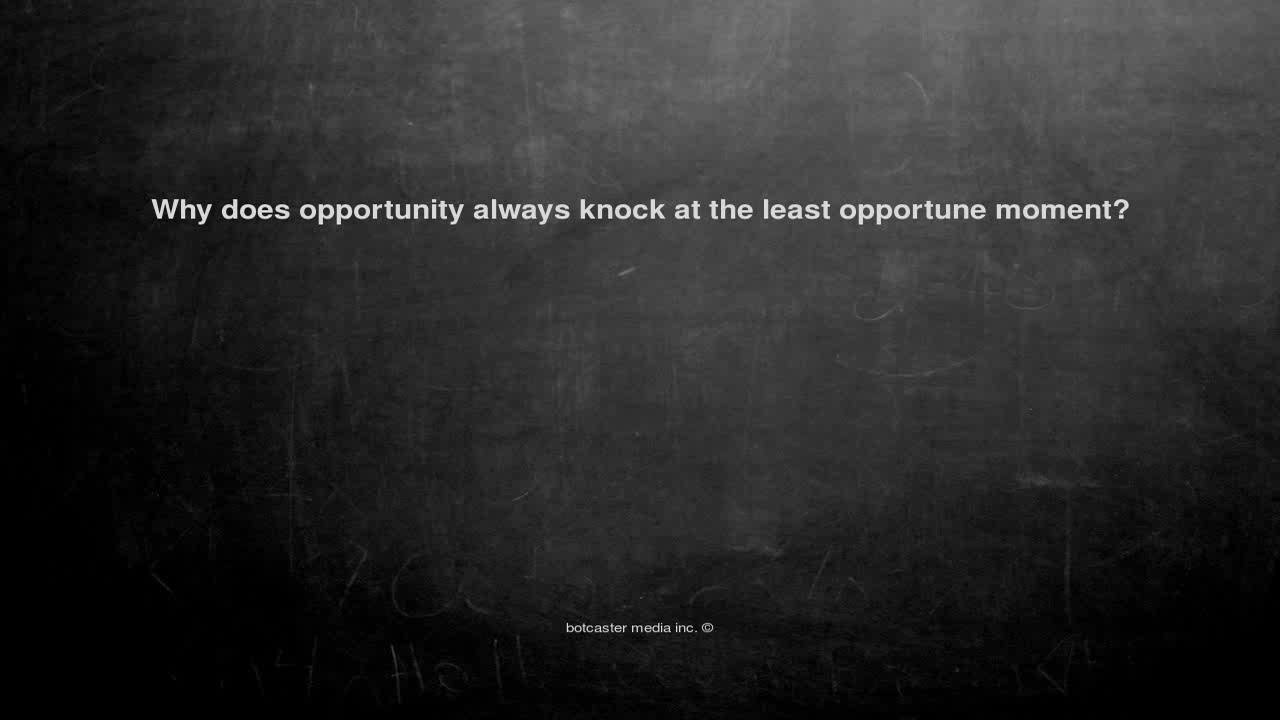 Why does opportunity always knock at the least opportune moment?
botcaster media inc. ©